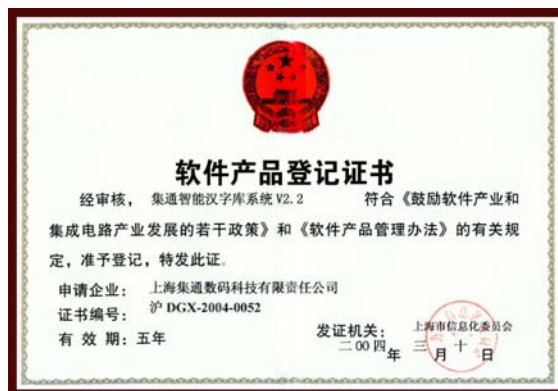 软件产品登记证书
经审核， 集通智能汉字库系统 V2.2 符合《鼓励软件产业和
集成电路产业发展的若干政策》和《软件产品管理办法》的有关规
定，准予登记，特发此证。
申请企业： 上海集通数码科技有限责任公司
证书编号： 沪 DGX-2004-0052
有 效 期：五年
发证机关： 上海市信息化委员会
二00四年 三月十日